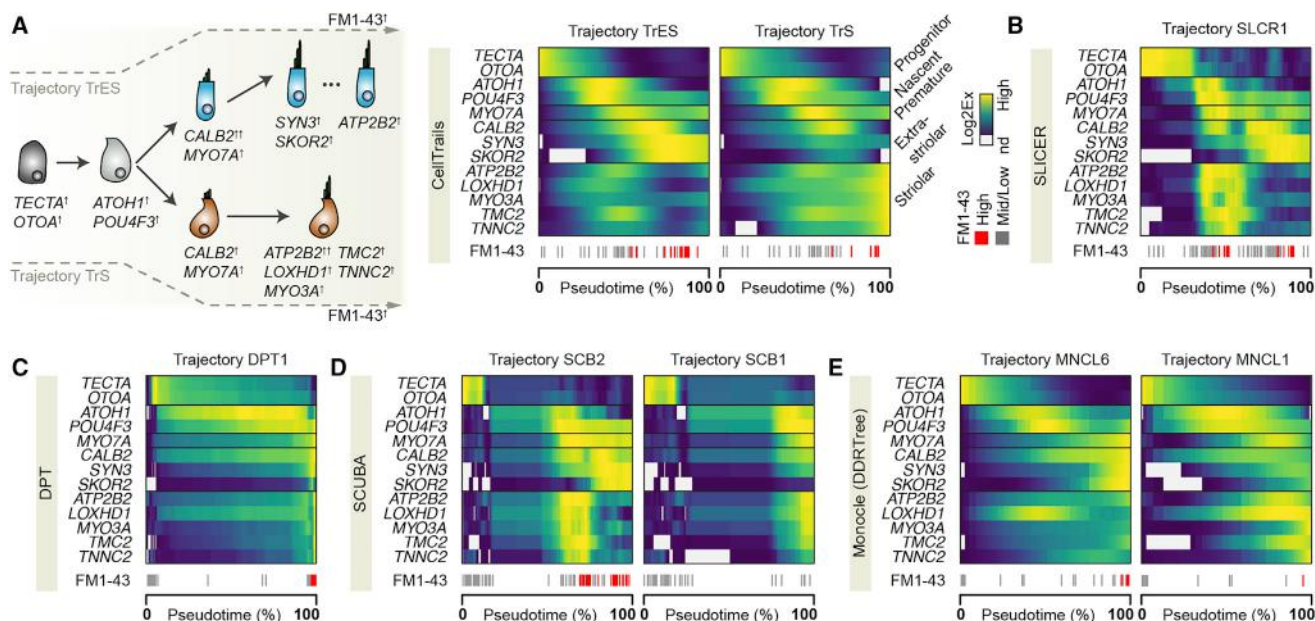 A
FM1-43↑
Trajectory TrES
CALB2↑↑
MYO7A↑
SYN3↑
SKOR2↑
...
ATP2B2↑
TECTA↑
OTOA↑
ATOH1↑
POU4F3↑
CALB2↑
MYO7A↑
ATP2B2↑↑
LOXHD1↑
MYO3A↑
TMC2↑
TNNC2↑
Trajectory TrS
FM1-43↑
CellTrails
Trajectory TrES
Trajectory TrS
TECTA
OTOA
ATOH1
POU4F3
MYO7A
CALB2
SYN3
SKOR2
ATP2B2
LOXHD1
MYO3A
TMC2
TNNC2
FM1-43
0
Pseudotime (%)
100
0
Pseudotime (%)
100
Progenitor
Nascent
Premature
Extra-
striolar
Striolar
Log2Ex
High
nd
FM1-43
High
Mid/Low
B
Trajectory SLCR1
SLICER
TECTA
OTOA
ATOH1
POU4F3
MYO7A
CALB2
SYN3
SKOR2
ATP2B2
LOXHD1
MYO3A
TMC2
TNNC2
FM1-43
0
Pseudotime (%)
100
C
Trajectory DPT1
DPT
TECTA
OTOA
ATOH1
POU4F3
MYO7A
CALB2
SYN3
SKOR2
ATP2B2
LOXHD1
MYO3A
TMC2
TNNC2
FM1-43
0
Pseudotime (%)
100
D
Trajectory SCB2
Trajectory SCB1
SCUBA
TECTA
OTOA
ATOH1
POU4F3
MYO7A
CALB2
SYN3
SKOR2
ATP2B2
LOXHD1
MYO3A
TMC2
TNNC2
FM1-43
0
Pseudotime (%)
100
0
Pseudotime (%)
100
E
Trajectory MNCL6
Trajectory MNCL1
Monocle (DDRTree)
TECTA
OTOA
ATOH1
POU4F3
MYO7A
CALB2
SYN3
SKOR2
ATP2B2
LOXHD1
MYO3A
TMC2
TNNC2
FM1-43
0
Pseudotime (%)
100
0
Pseudotime (%)
100